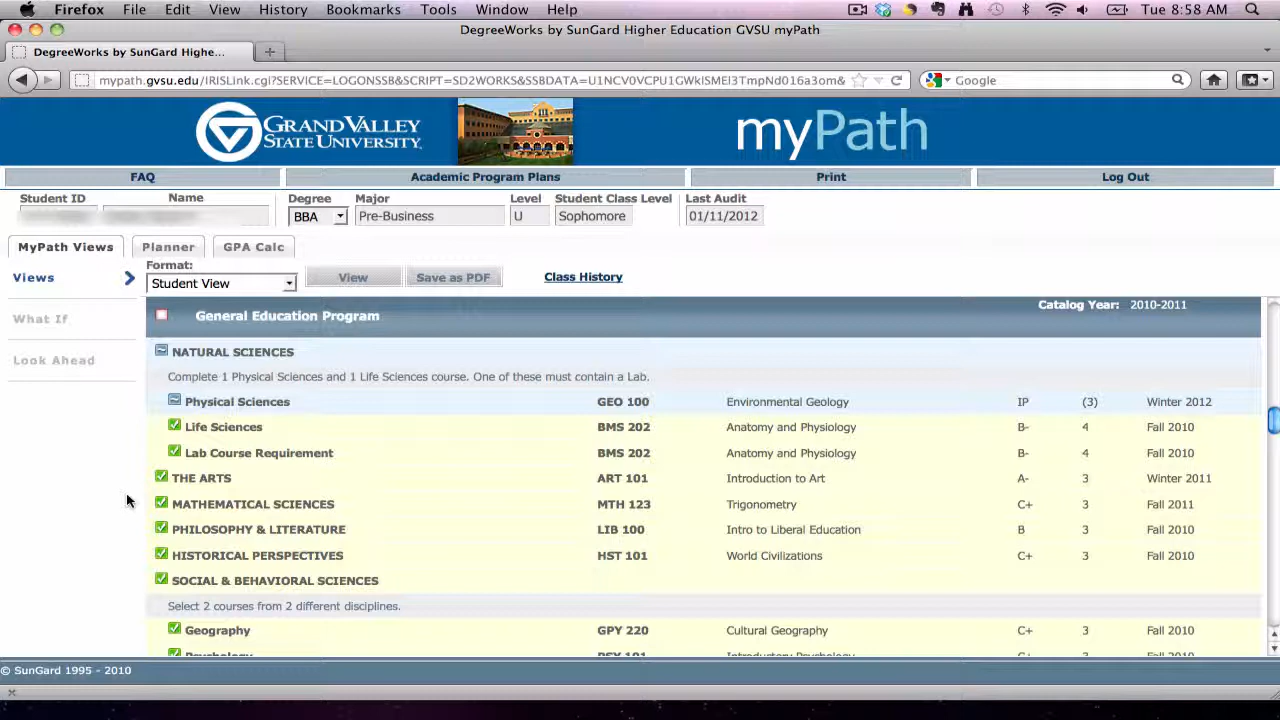 Firefox File Edit View History Bookmarks Tools Window Help Tue 8:58 AM
DegreeWorks by SunGard Higher Education GVSU myPath
DegreeWorks by SunGard Highe...
mypath.gvsu.edu/IRISLink.cgi?SERVICE=LOGONSSB&SCRIPT=SD2WORKS&SSBDATA=U1NCV0VCPU1GWklSMEl3TmpNd016a3om& Google
GRAND VALLEY
STATE UNIVERSITY
myPath
FAQ Academic Program Plans Print Log Out
Student ID Name Degree Major Level Student Class Level Last Audit
BBA Pre-Business U Sophomore 01/11/2012
MyPath Views Planner GPA Calc
Views
What If
Look Ahead
Format:
Student View View Save as PDF Class History
General Education Program Catalog Year: 2010-2011
NATURAL SCIENCES
Complete 1 Physical Sciences and 1 Life Sciences course. One of these must contain a Lab.
Physical Sciences GEO 100 Environmental Geology IP (3) Winter 2012
Life Sciences BMS 202 Anatomy and Physiology B- 4 Fall 2010
Lab Course Requirement BMS 202 Anatomy and Physiology B- 4 Fall 2010
THE ARTS ART 101 Introduction to Art A- 3 Winter 2011
MATHEMATICAL SCIENCES MTH 123 Trigonometry C+ 3 Fall 2011
PHILOSOPHY & LITERATURE LIB 100 Intro to Liberal Education B 3 Fall 2010
HISTORICAL PERSPECTIVES HST 101 World Civilizations C+ 3 Fall 2010
SOCIAL & BEHAVIORAL SCIENCES
Select 2 courses from 2 different disciplines.
Geography GPY 220 Cultural Geography C+ 3 Fall 2010
Psychology PSY 101 Introductory Psychology C+ 3 Fall 2010
© SunGard 1995 - 2010